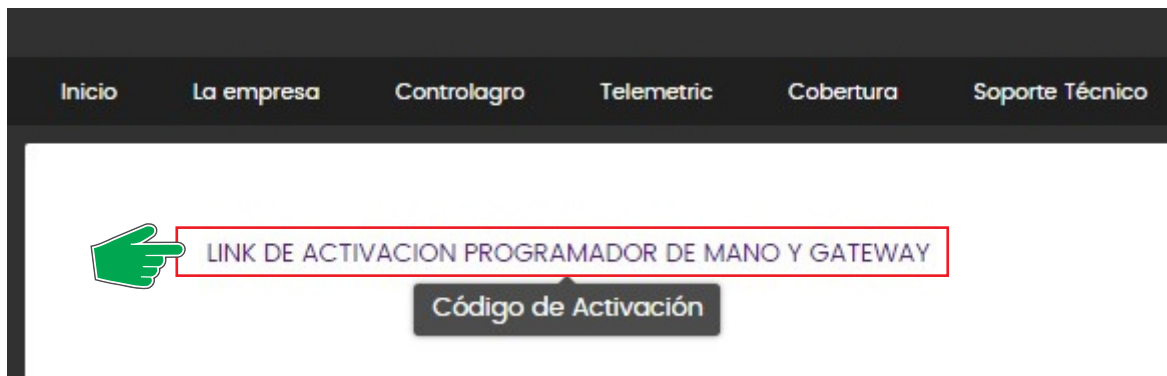 Inicio La empresa Controlagro Telemetric Cobertura Soporte Técnico
LINK DE ACTIVACION PROGRAMADOR DE MANO Y GATEWAY
Código de Activación